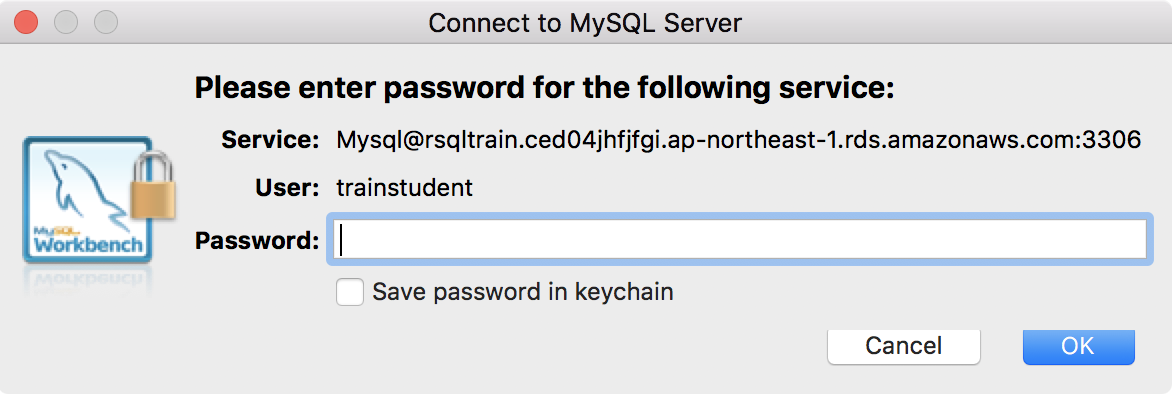 Connect to MySQL Server
Please enter password for the following service:
Service: Mysql@rsqltrain.ced04jhfjfgi.ap-northeast-1.rds.amazonaws.com:3306
User: trainstudent
MySQL
Workbench
Password:
Save password in keychain
Cancel OK